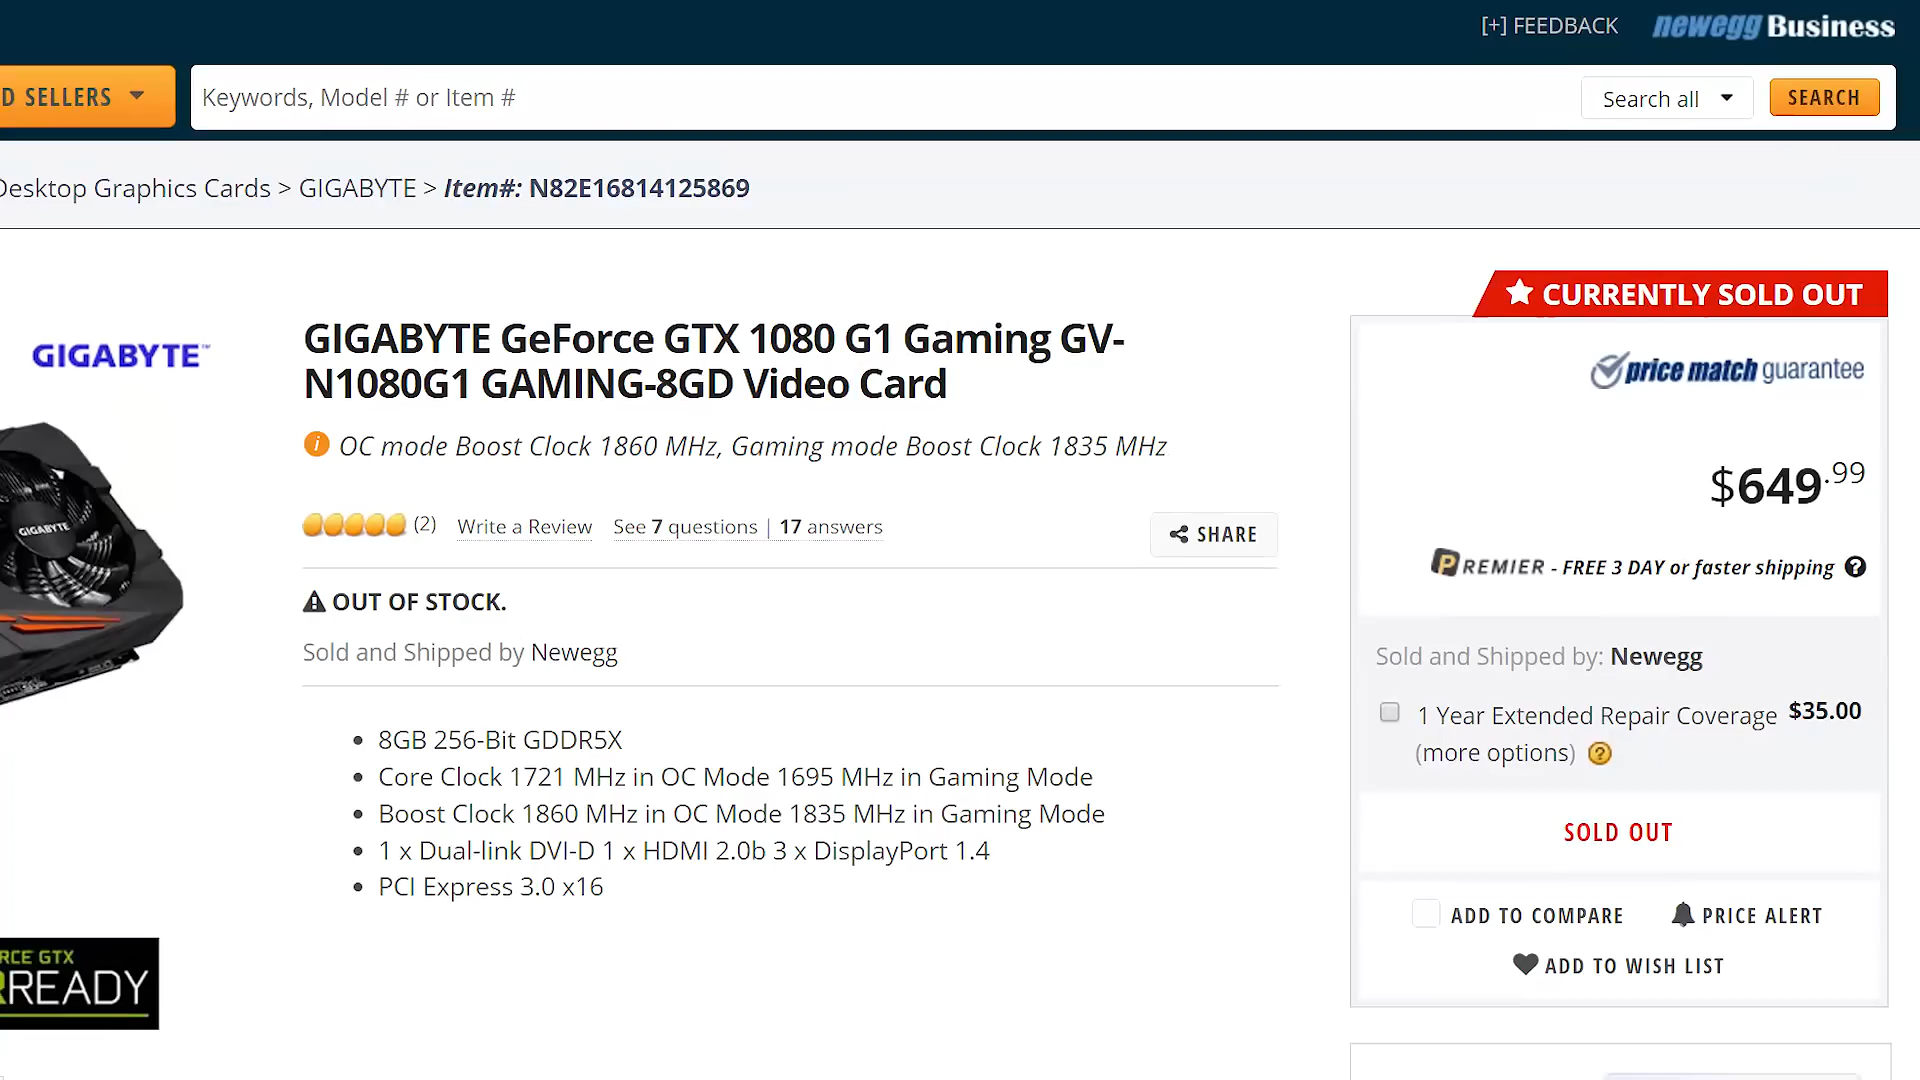 [+] FEEDBACK
newegg Business
D SELLERS
Keywords, Model # or Item #
Search all
SEARCH
Desktop Graphics Cards > GIGABYTE > Item#: N82E16814125869
CURRENTLY SOLD OUT
GIGABYTE™
GIGABYTE
RCE GTX
READY
GIGABYTE GeForce GTX 1080 G1 Gaming GV-
N1080G1 GAMING-8GD Video Card
OC mode Boost Clock 1860 MHz, Gaming mode Boost Clock 1835 MHz
(2) Write a Review See 7 questions | 17 answers
SHARE
OUT OF STOCK.
Sold and Shipped by Newegg
• 8GB 256-Bit GDDR5X
• Core Clock 1721 MHz in OC Mode 1695 MHz in Gaming Mode
• Boost Clock 1860 MHz in OC Mode 1835 MHz in Gaming Mode
• 1 x Dual-link DVI-D 1 x HDMI 2.0b 3 x DisplayPort 1.4
• PCI Express 3.0 x16
price match guarantee
$649.99
PREMIER - FREE 3 DAY or faster shipping ?
Sold and Shipped by: Newegg
1 Year Extended Repair Coverage $35.00
(more options) ?
SOLD OUT
ADD TO COMPARE
PRICE ALERT
ADD TO WISH LIST